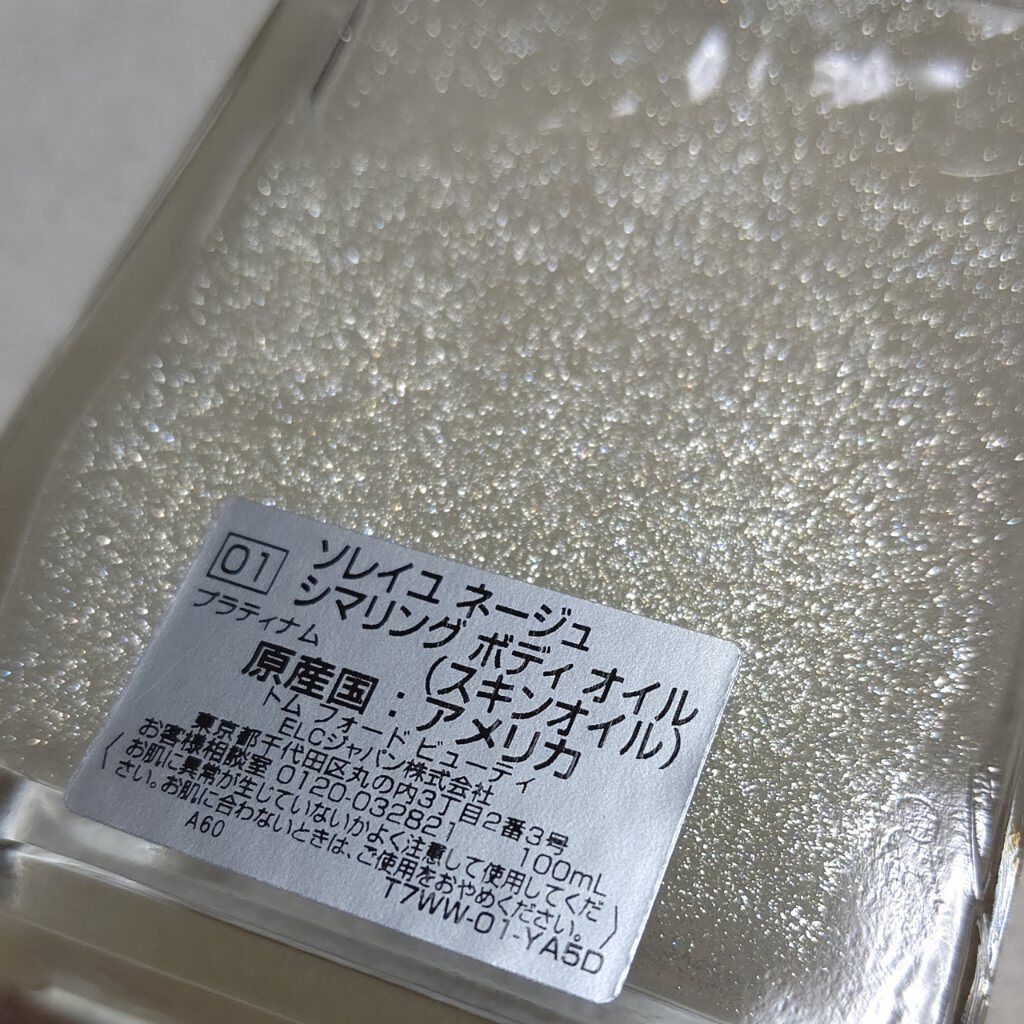 01
プラティナム
ソレイユ ネージュ
シマリング ボディ オイル
(スキンオイル)
原産国:アメリカ
トム フォード ビューティ
ELCジャパン株式会社
東京都千代田区丸の内3丁目2番3号
お客様相談室 0120-032821 100mL
〈お肌に異常が生じていないかよく注意して使用してくだ
さい。お肌に合わないときは、ご使用をおやめください。〉
A60
T7WW-01-YA5D